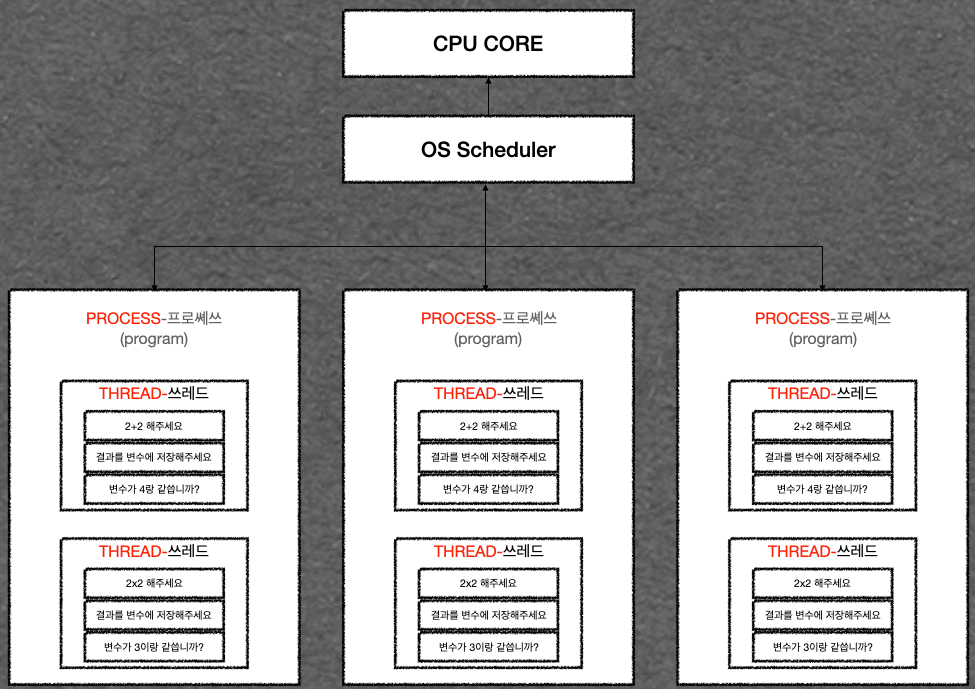 CPU CORE
OS Scheduler
PROCESS-프로쎄쓰
(program)
THREAD-쓰레드
2+2 해주세요
결과를 변수에 저장해주세요
변수가 4랑 같씁니까?
THREAD-쓰레드
2x2 해주세요
결과를 변수에 저장해주세요
변수가 3이랑 같씁니까?
PROCESS-프로쎄쓰
(program)
THREAD-쓰레드
2+2 해주세요
결과를 변수에 저장해주세요
변수가 4랑 같씁니까?
THREAD-쓰레드
2x2 해주세요
결과를 변수에 저장해주세요
변수가 3이랑 같씁니까?
PROCESS-프로쎄쓰
(program)
THREAD-쓰레드
2+2 해주세요
결과를 변수에 저장해주세요
변수가 4랑 같씁니까?
THREAD-쓰레드
2x2 해주세요
결과를 변수에 저장해주세요
변수가 3이랑 같씁니까?